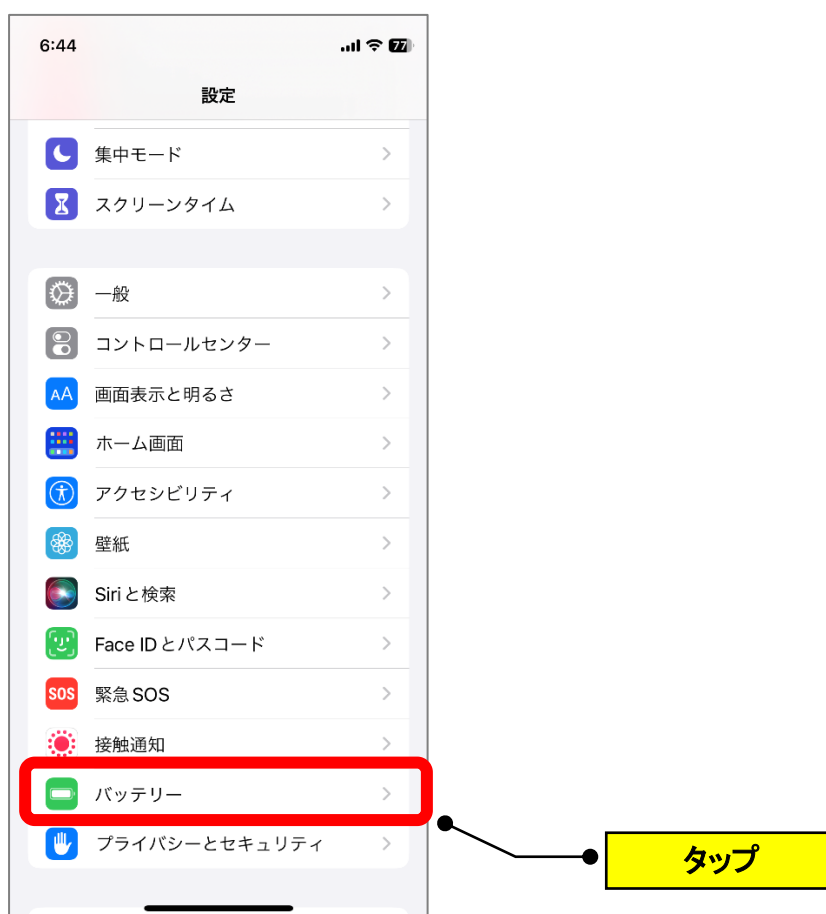 6:44
77
設定
集中モード
スクリーンタイム
一般
コントロールセンター
AA 画面表示と明るさ
ホーム画面
アクセシビリティ
壁紙
Siriと検索
Face IDとパスコード
SOS 緊急SOS
接触通知
バッテリー
プライバシーとセキュリティ
タップ